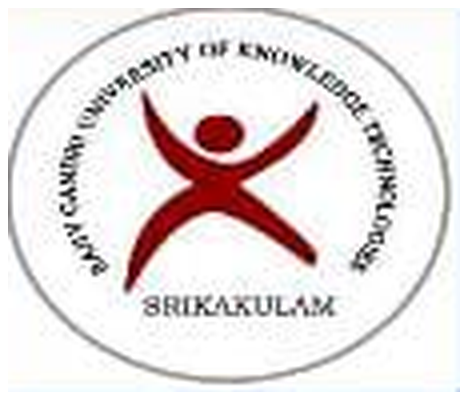 RAJIV GANDHI UNIVERSITY OF KNOWLEDGE TECHNOLOGIES
SRIKAKULAM